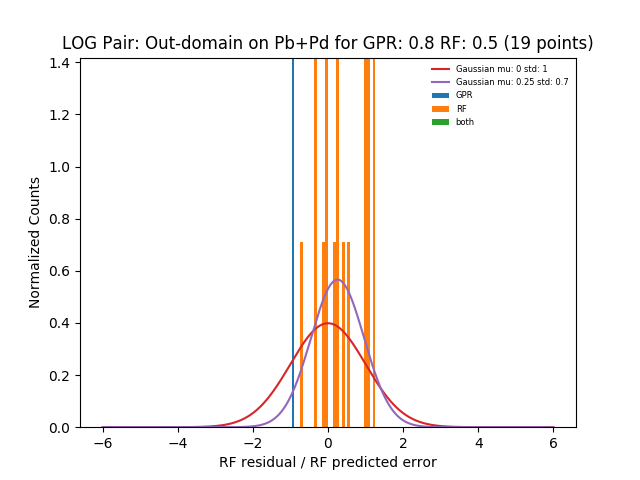 LOG Pair: Out-domain on Pb+Pd for GPR: 0.8 RF: 0.5 (19 points)
Gaussian mu: 0 std: 1
Gaussian mu: 0.25 std: 0.7
GPR
RF
both
Normalized Counts
1.4
1.2
1.0
0.8
0.6
0.4
0.2
0.0
−6 −4 −2 0 2 4 6
RF residual / RF predicted error